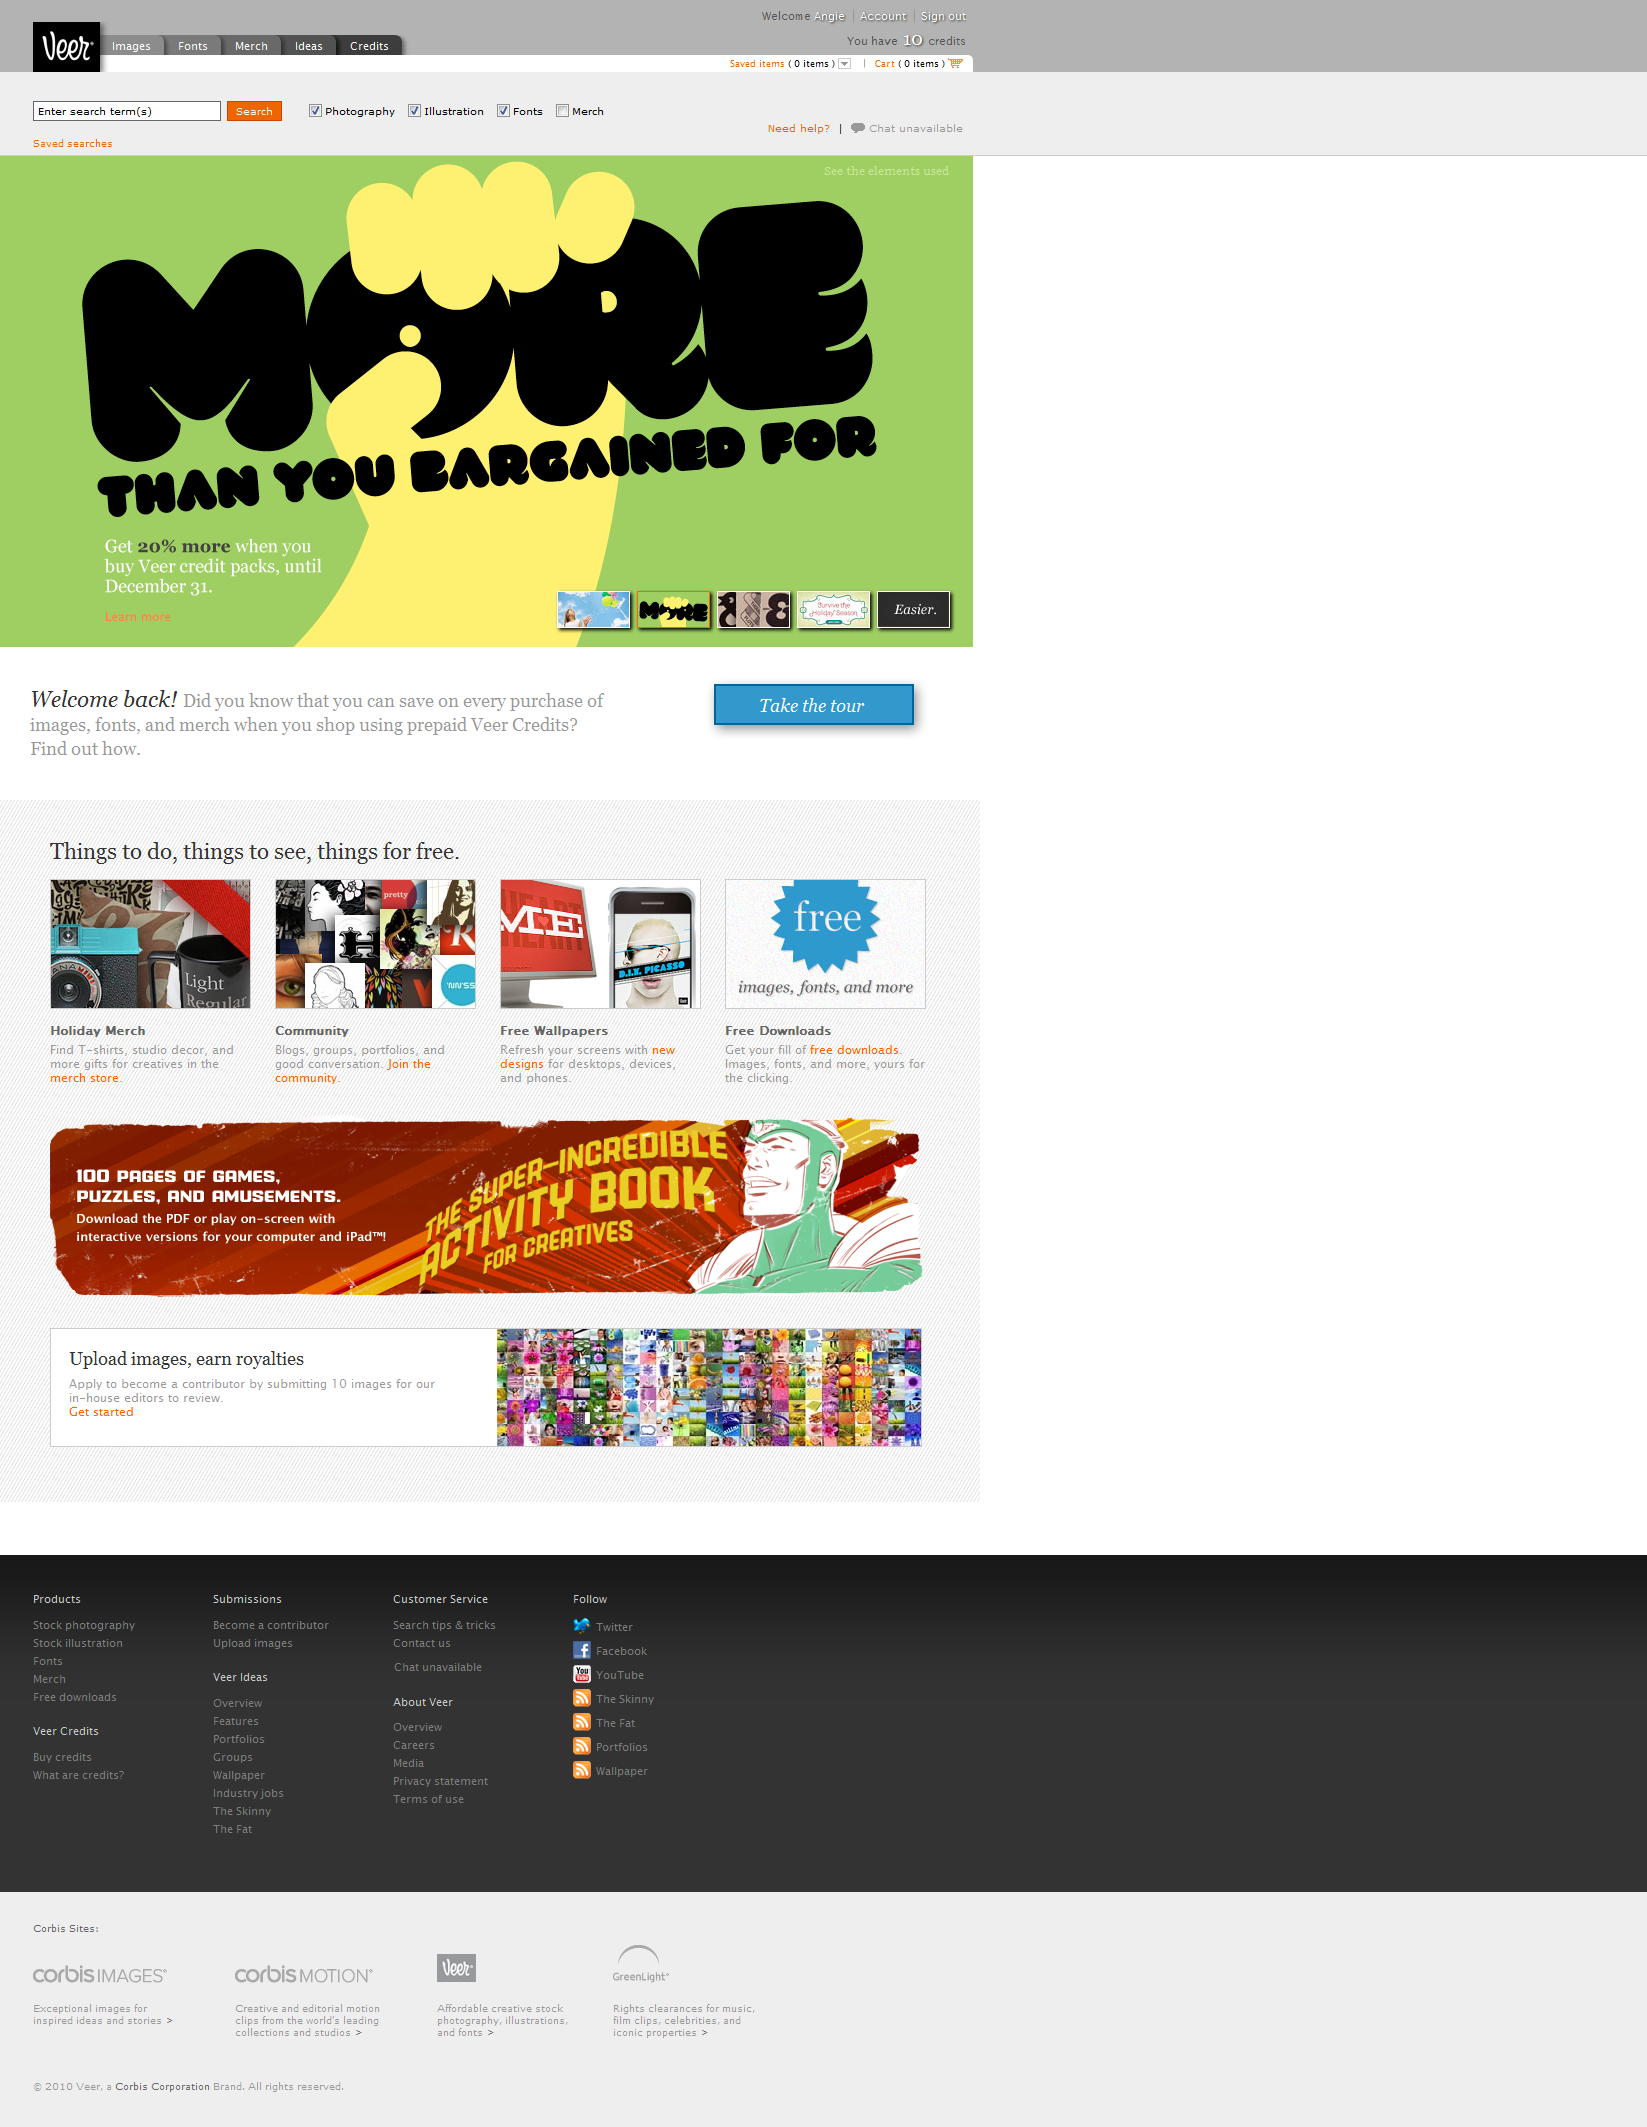 Welcome Angie Account Sign out
Veer
Images Fonts Merch Ideas Credits
You have 10 credits
Saved items ( 0 items ) | Cart ( 0 items )
Enter search term(s) Search Photography Illustration Fonts Merch
Need help? | Chat unavailable
Saved searches
See the elements used
MORE
THAN YOU BARGAINED FOR
Get 20% more when you
buy Veer credit packs, until
December 31.
Learn more
MORE
Survive the
Holiday Season
Easier.
Welcome back! Did you know that you can save on every purchase of
images, fonts, and merch when you shop using prepaid Veer Credits?
Find out how.
Take the tour
Things to do, things to see, things for free.
Light
Regular
pretty
H
R
HEART
ME
D.I.Y. PICASSO
free
images, fonts, and more
Holiday Merch
Find T-shirts, studio decor, and
more gifts for creatives in the
merch store.
Community
Blogs, groups, portfolios, and
good conversation. Join the
community.
Free Wallpapers
Refresh your screens with new
designs for desktops, devices,
and phones.
Free Downloads
Get your fill of free downloads.
Images, fonts, and more, yours for
the clicking.
100 PAGES OF GAMES,
PUZZLES, AND AMUSEMENTS.
Download the PDF or play on-screen with
interactive versions for your computer and iPad™!
THE SUPER-INCREDIBLE
ACTIVITY BOOK
FOR CREATIVES
Upload images, earn royalties
Apply to become a contributor by submitting 10 images for our
in-house editors to review.
Get started
Products
Stock photography
Stock illustration
Fonts
Merch
Free downloads
Veer Credits
Buy credits
What are credits?
Submissions
Become a contributor
Upload images
Veer Ideas
Overview
Features
Portfolios
Groups
Wallpaper
Industry jobs
The Skinny
The Fat
Customer Service
Search tips & tricks
Contact us
Chat unavailable
About Veer
Overview
Careers
Media
Privacy statement
Terms of use
Follow
Twitter
Facebook
YouTube
The Skinny
The Fat
Portfolios
Wallpaper
Corbis Sites:
corbis IMAGES®
Exceptional images for
inspired ideas and stories >
corbis MOTION®
Creative and editorial motion
clips from the world's leading
collections and studios >
Veer
Affordable creative stock
photography, illustrations,
and fonts >
GreenLight®
Rights clearances for music,
film clips, celebrities, and
iconic properties >
© 2010 Veer, a Corbis Corporation Brand. All rights reserved.